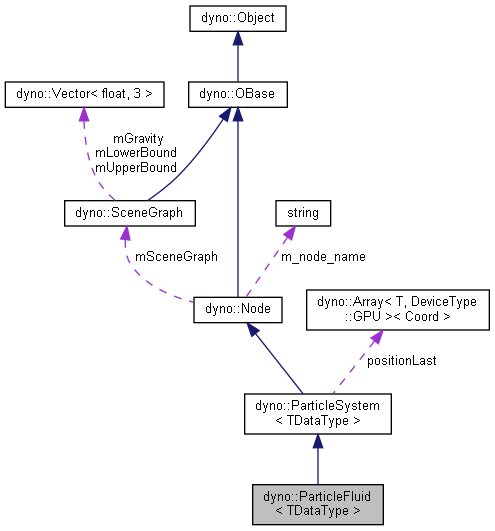 dyno::Object
dyno::Vector< float, 3 >
dyno::OBase
mGravity
mLowerBound
mUpperBound
dyno::SceneGraph
string
mSceneGraph
m_node_name
dyno::Node
dyno::Array< T, DeviceType
::GPU >< Coord >
positionLast
dyno::ParticleSystem
< TDataType >
dyno::ParticleFluid
< TDataType >